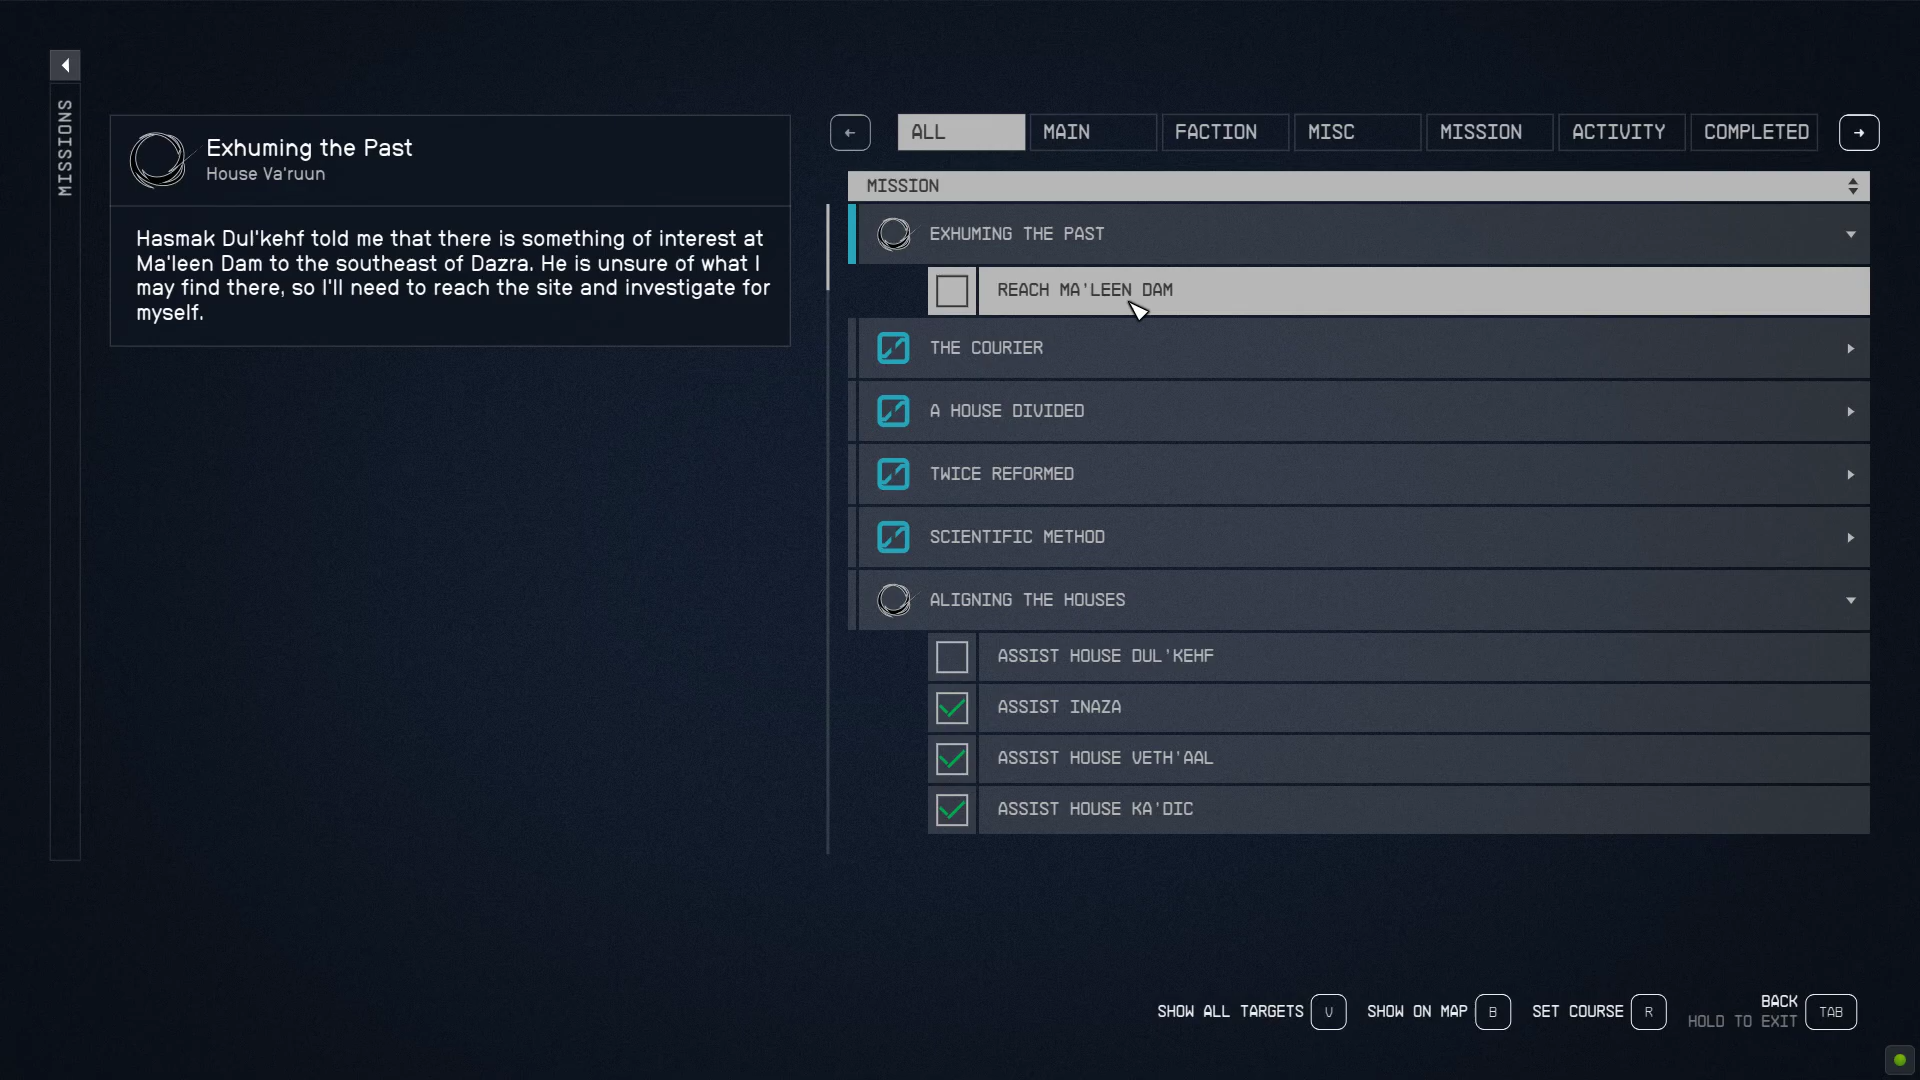 MISSIONS
Exhuming the Past
House Va'ruun
Hasmak Dul'kehf told me that there is something of interest at
Ma'leen Dam to the southeast of Dazra. He is unsure of what I
may find there, so I'll need to reach the site and investigate for
myself.
ALL MAIN FACTION MISC MISSION ACTIVITY COMPLETED
MISSION
EXHUMING THE PAST
REACH MA'LEEN DAM
THE COURIER
A HOUSE DIVIDED
TWICE REFORMED
SCIENTIFIC METHOD
ALIGNING THE HOUSES
ASSIST HOUSE DUL'KEHF
ASSIST INAZA
ASSIST HOUSE VETH'AAL
ASSIST HOUSE KA'DIC
SHOW ALL TARGETS V SHOW ON MAP B SET COURSE R BACK TAB
HOLD TO EXIT